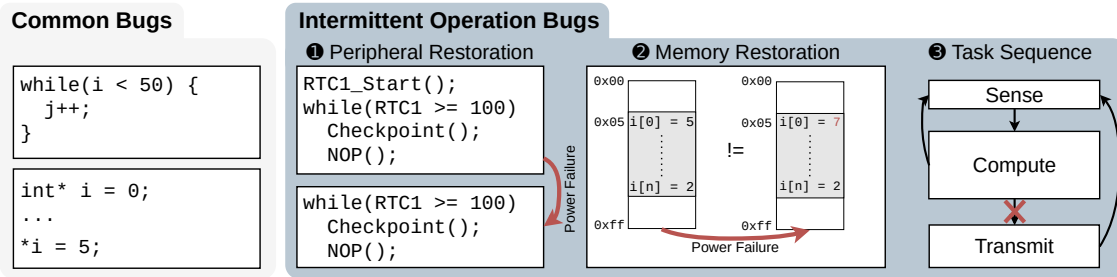 Common Bugs
while(i < 50) {
  j++;
}
int* i = 0;
...
*i = 5;
Intermittent Operation Bugs
❶ Peripheral Restoration
RTC1_Start();
while(RTC1 >= 100)
  Checkpoint();
  NOP();
while(RTC1 >= 100)
  Checkpoint();
  NOP();
Power Failure
❷ Memory Restoration
0x00
0x05 i[0] = 5
i[n] = 2
0xff
!=
0x00
0x05 i[0] = 7
i[n] = 2
0xff
Power Failure
❸ Task Sequence
Sense
Compute
Transmit